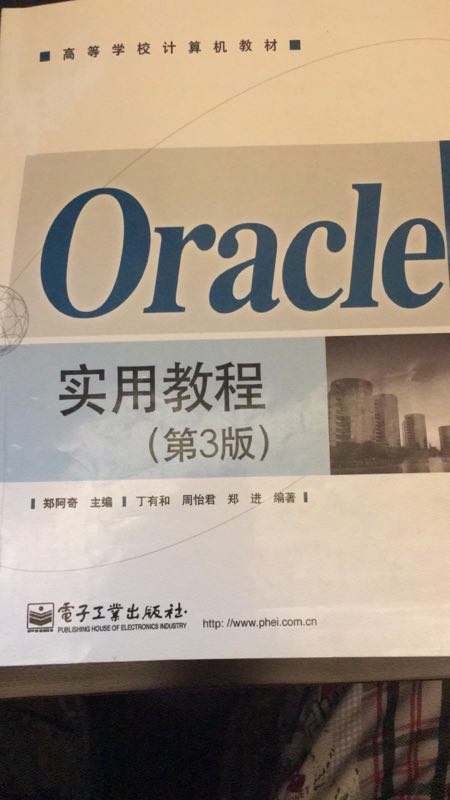 ■ 高等学校计算机教材 ■
Oracle
实用教程
（第3版）
郑阿奇 主编 丁有和 周怡君 郑 进 编著
電子工業出版社·
PUBLISHING HOUSE OF ELECTRONICS INDUSTRY
http://www.phei.com.cn